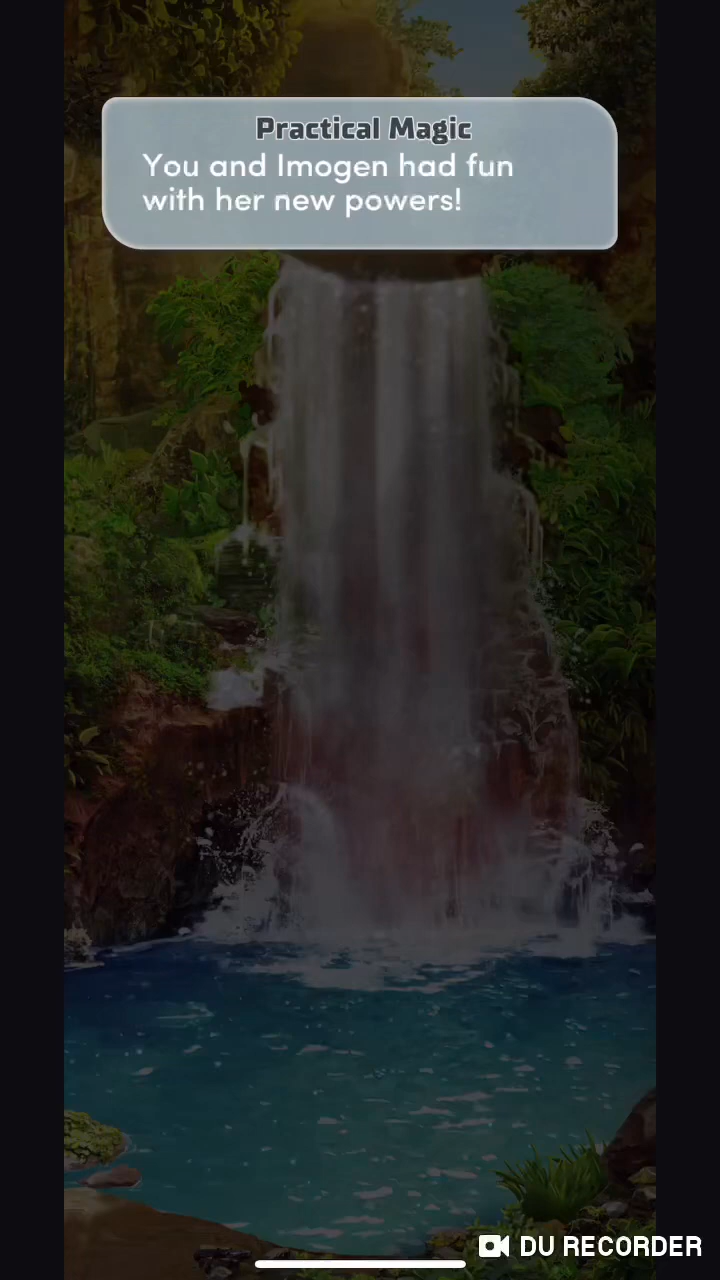 Practical Magic
You and Imogen had fun
with her new powers!
DU RECORDER